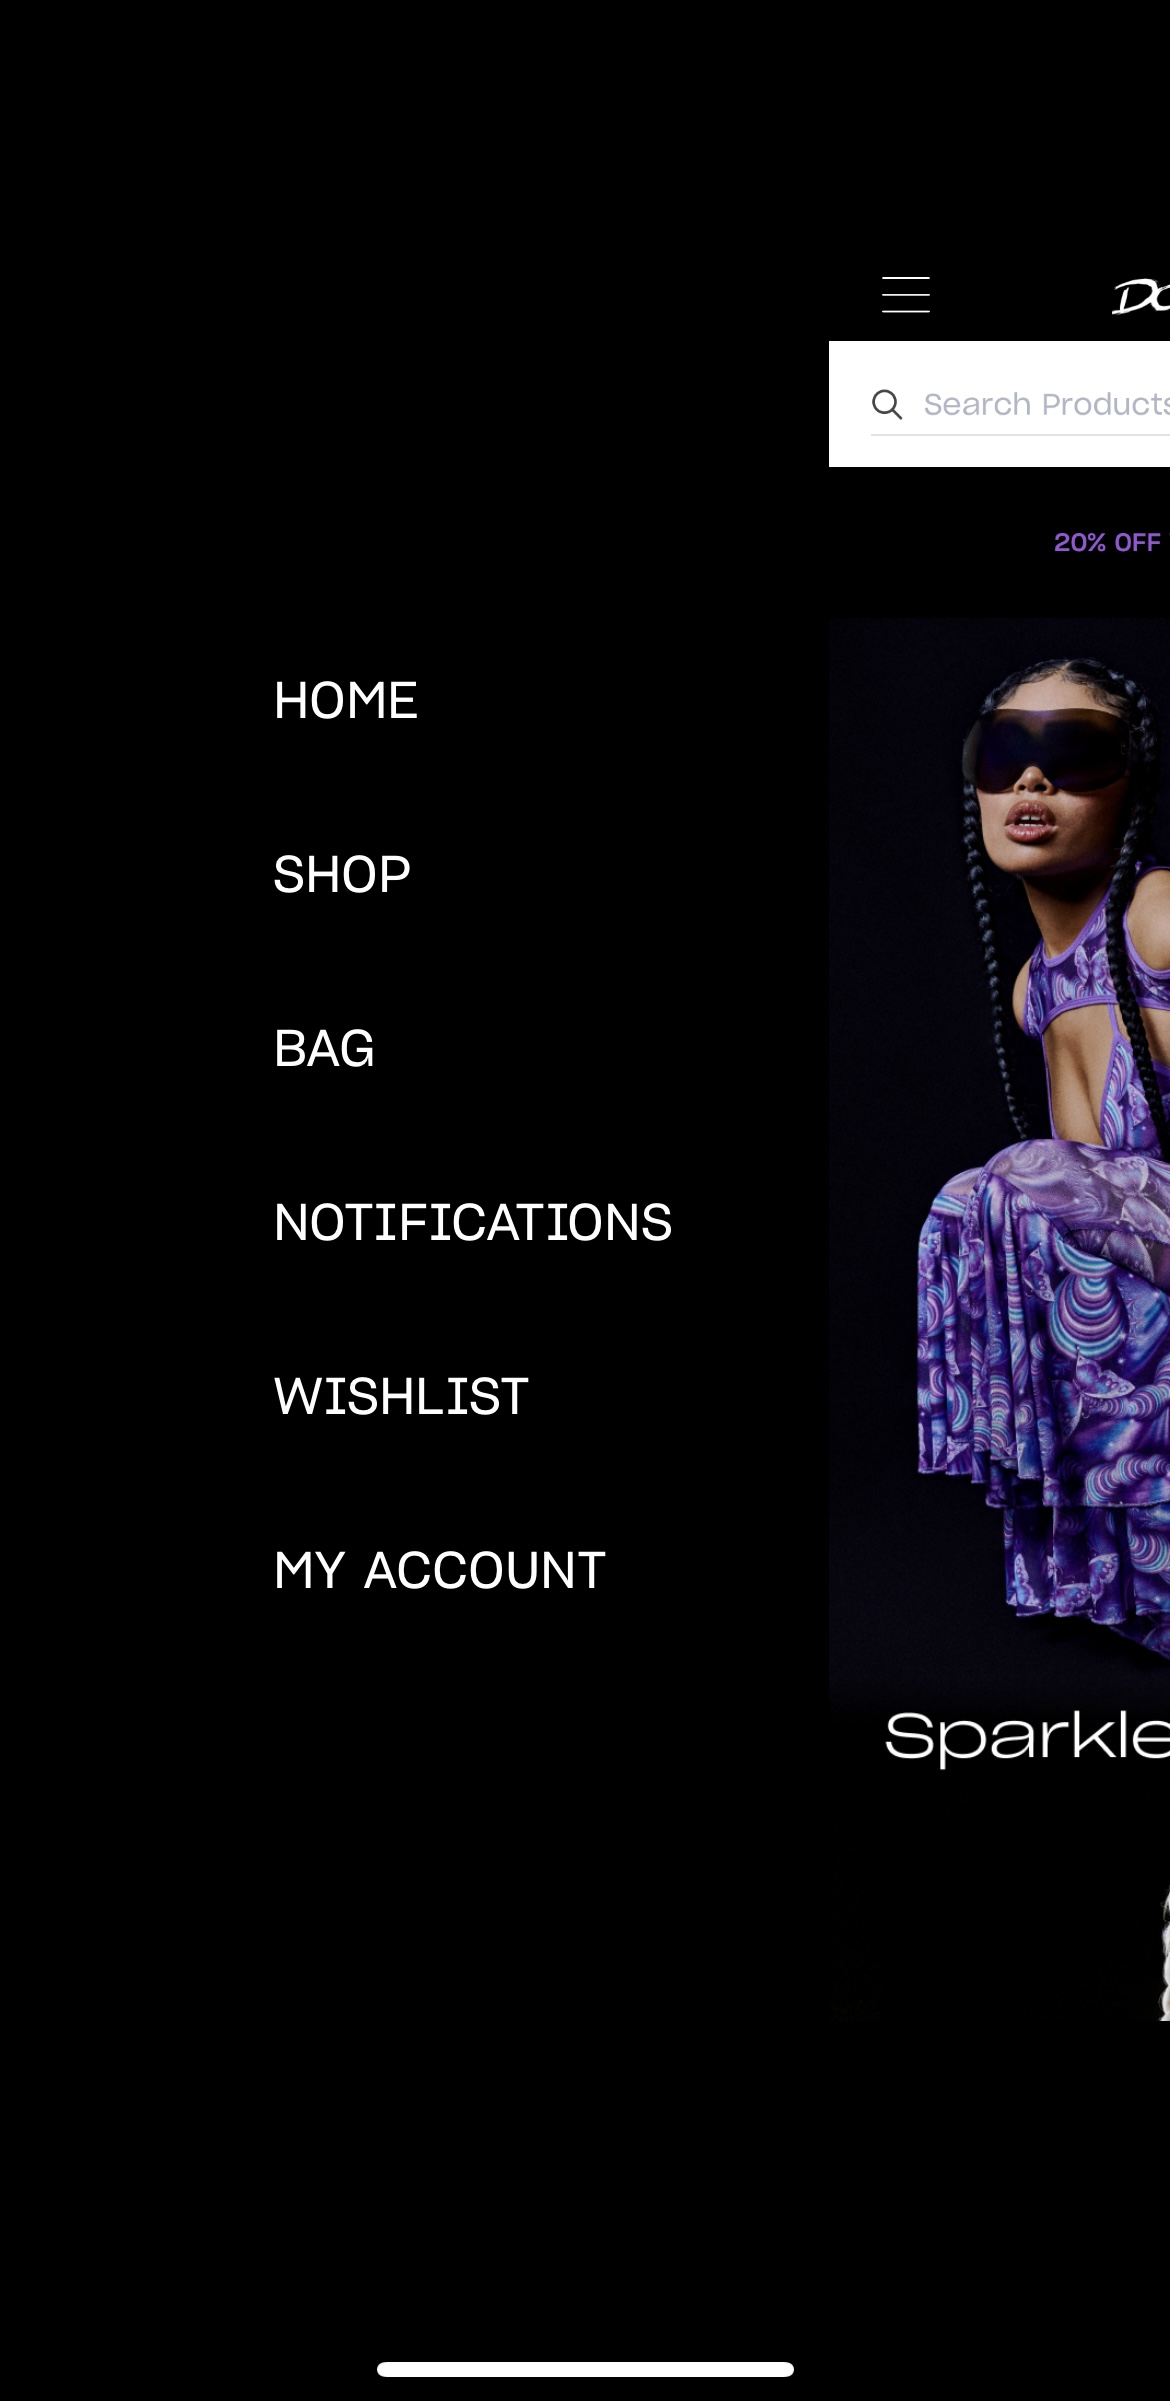 Search Products
20% OFF
HOME
SHOP
BAG
NOTIFICATIONS
WISHLIST
MY ACCOUNT
Sparkle